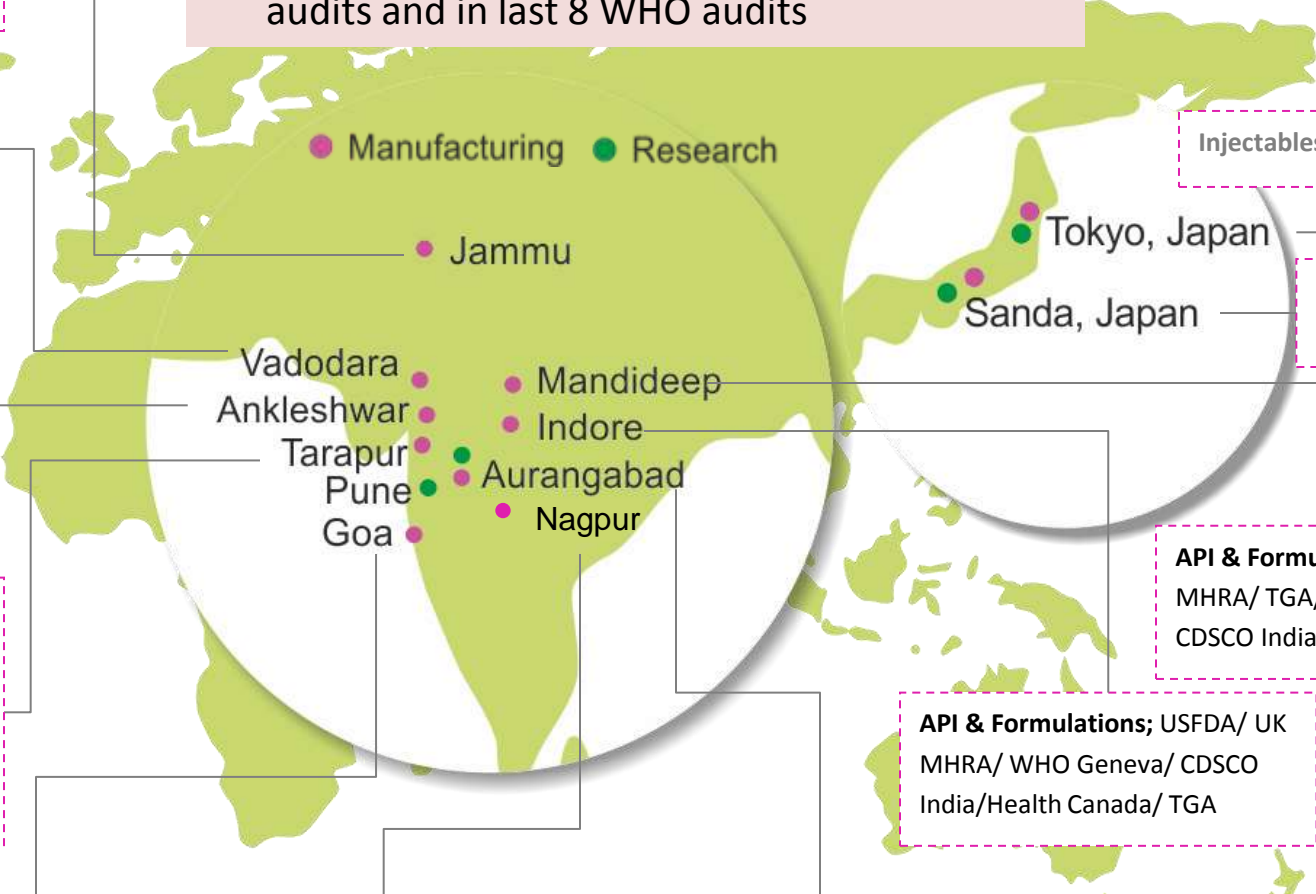 audits and in last 8 WHO audits
Manufacturing Research
Injectables
Jammu
Tokyo, Japan
Sanda, Japan
Vadodara
Mandideep
Ankleshwar
Indore
Tarapur
Aurangabad
Pune
Nagpur
Goa
API & Formu
MHRA/ TGA/
CDSCO India
API & Formulations; USFDA/ UK
MHRA/ WHO Geneva/ CDSCO
India/Health Canada/ TGA